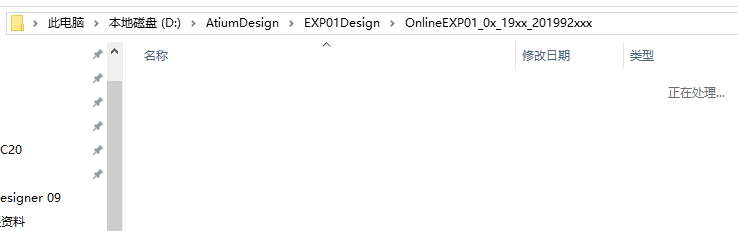 此电脑 > 本地磁盘 (D:) > AtiumDesign > EXP01Design > OnlineEXP01_0x_19xx_201992xxx
名称 修改日期 类型
正在处理...
C20
esigner 09
资料